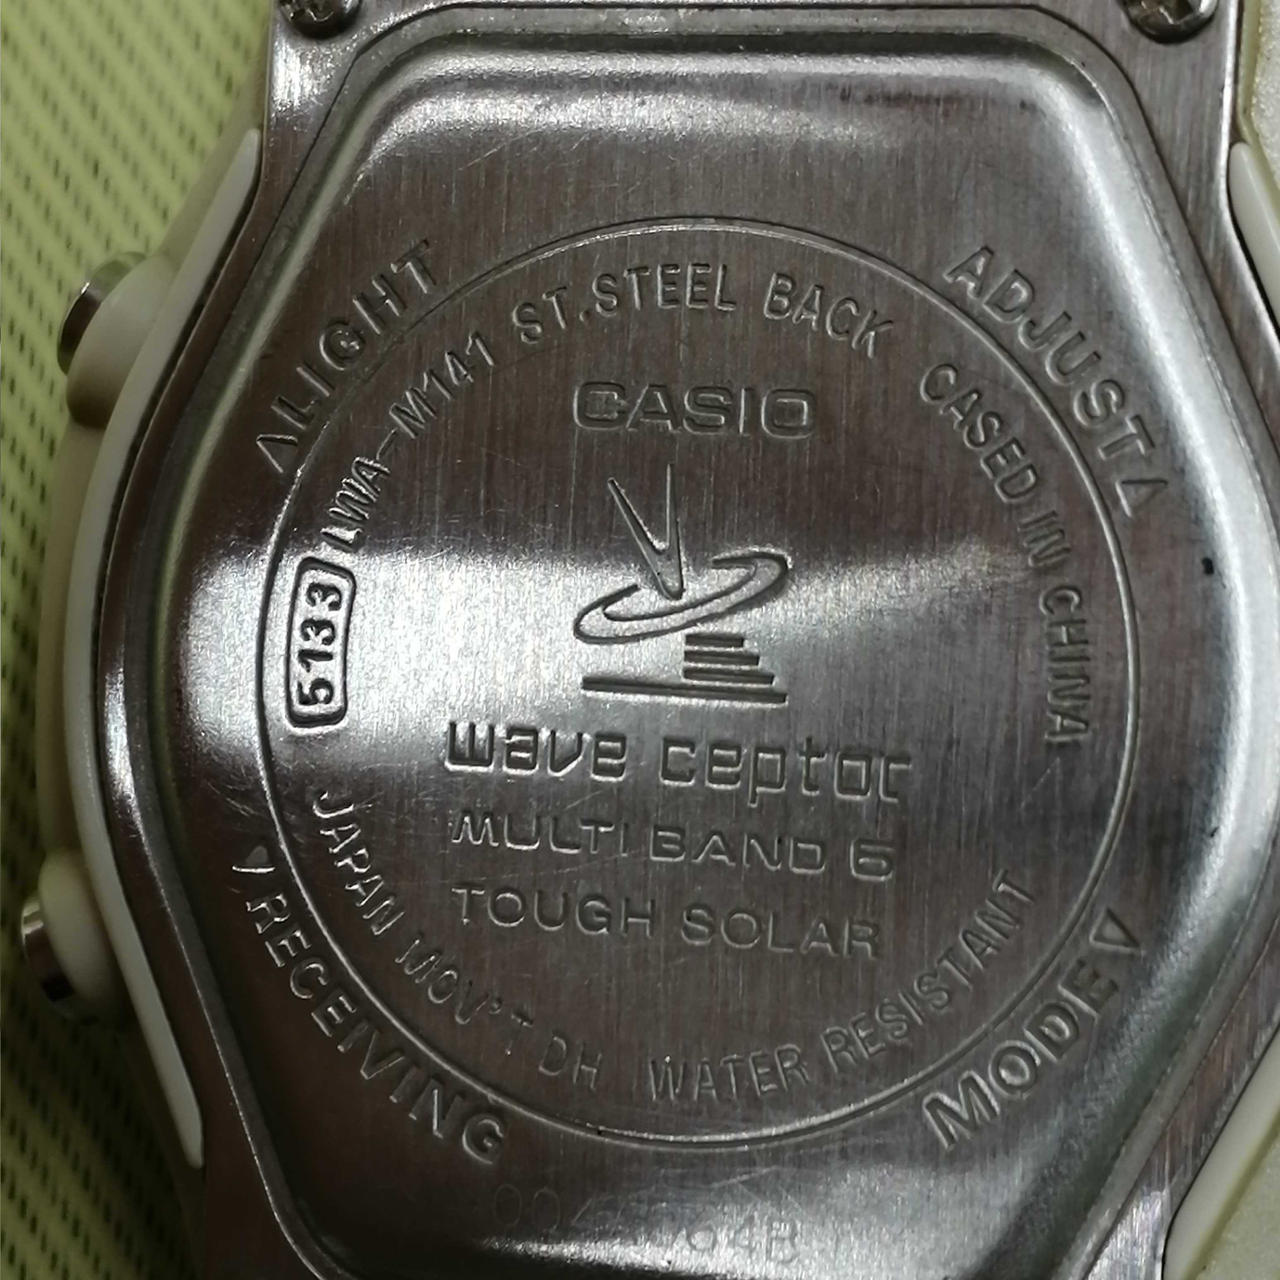 LIGHT
ADJUST
5133 LWA-M141 ST.STEEL BACK CASED IN CHINA
CASIO
wave ceptor
MULTI BAND 6
TOUGH SOLAR
JAPAN MOV'T DH WATER RESISTANT
RECEIVING
MODE